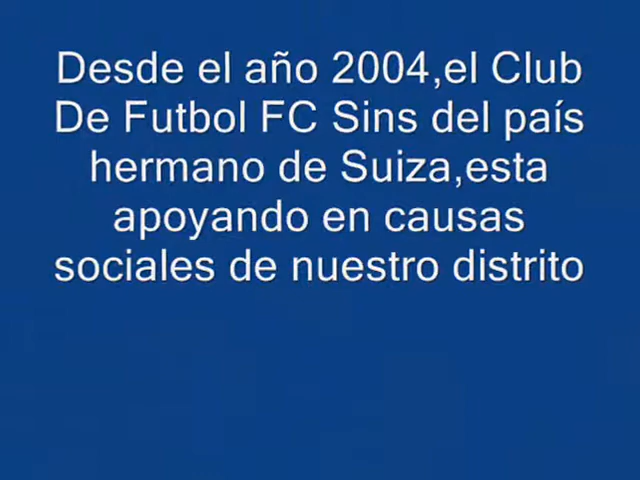 Desde el año 2004,el Club
De Futbol FC Sins del país
hermano de Suiza,esta
apoyando en causas
sociales de nuestro distrito